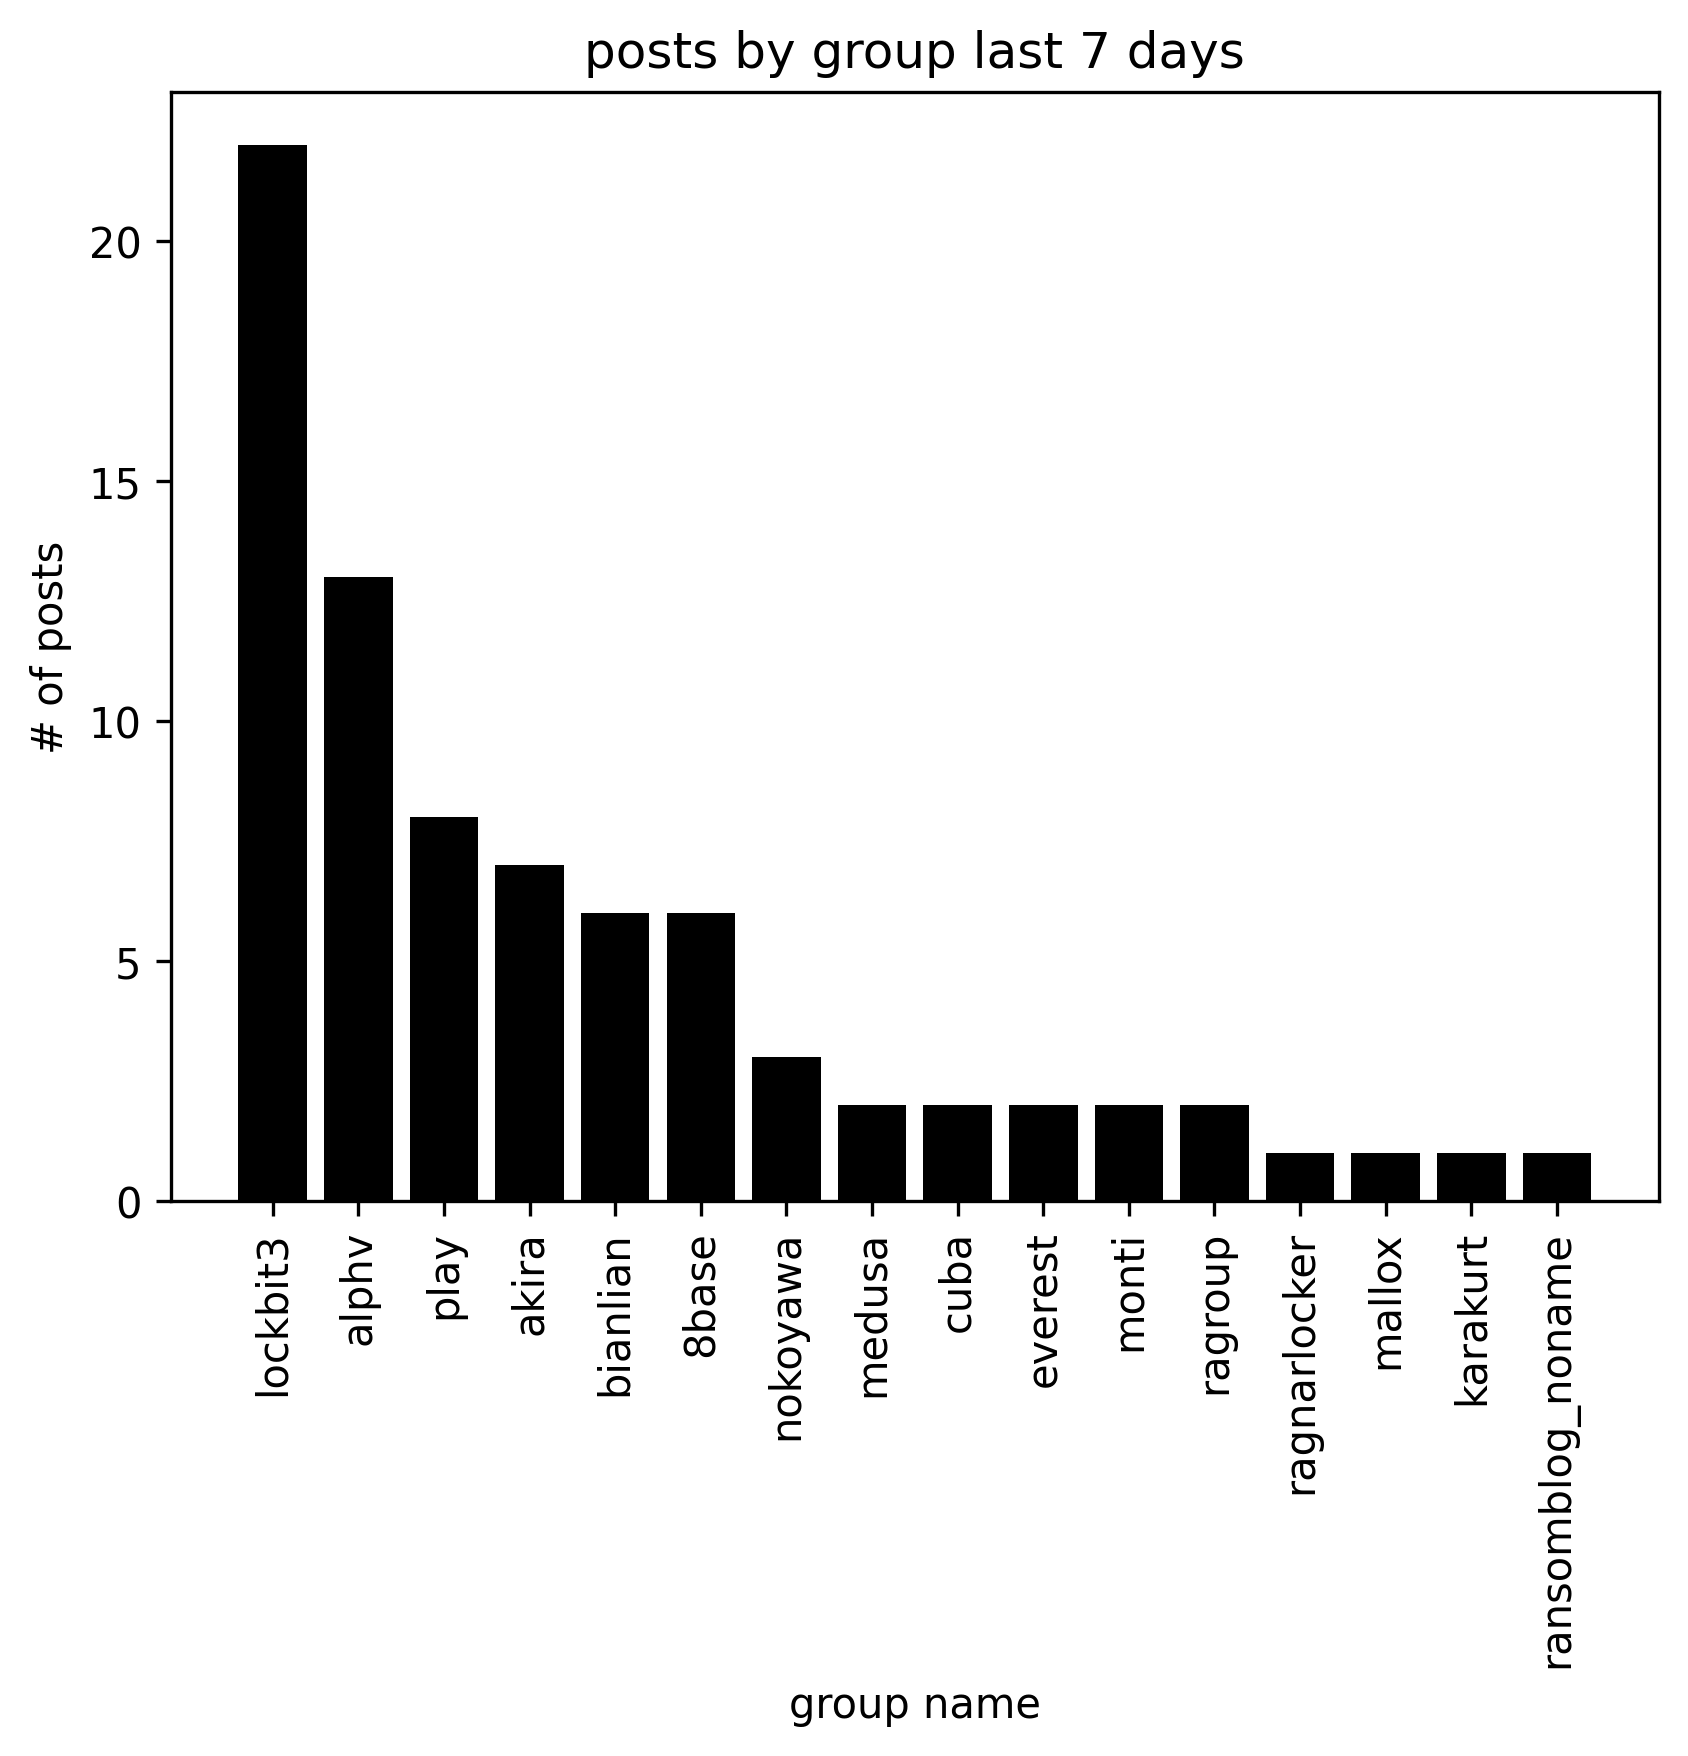 posts by group last 7 days
# of posts
20
15
10
5
0
lockbit3
alphv
play
akira
bianlian
8base
nokoyawa
medusa
cuba
everest
monti
ragroup
ragnarlocker
mallox
karakurt
ransomblog_noname
group name